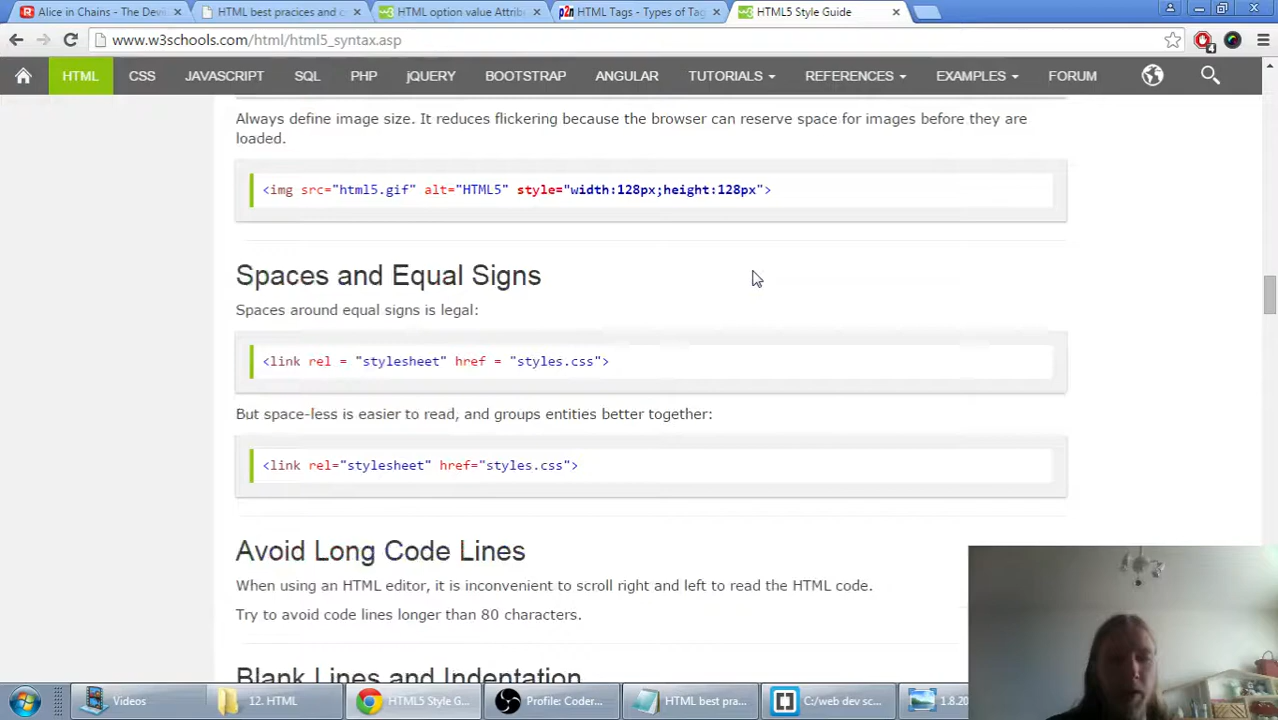 Alice in Chains - The Devi
HTML best pracices and c
HTML option value Attrib
HTML Tags - Types of Tag
HTML5 Style Guide
www.w3schools.com/html/html5_syntax.asp
4
HTML
CSS
JAVASCRIPT
SQL
PHP
jQUERY
BOOTSTRAP
ANGULAR
TUTORIALS
REFERENCES
EXAMPLES
FORUM
Always define image size. It reduces flickering because the browser can reserve space for images before they are
loaded.
<img src="html5.gif" alt="HTML5" style="width:128px;height:128px">
Spaces and Equal Signs
Spaces around equal signs is legal:
<link rel = "stylesheet" href = "styles.css">
But space-less is easier to read, and groups entities better together:
<link rel="stylesheet" href="styles.css">
Avoid Long Code Lines
When using an HTML editor, it is inconvenient to scroll right and left to read the HTML code.
Try to avoid code lines longer than 80 characters.
Blank Lines and Indentation
Videos
12. HTML
HTML5 Style G...
Profile: Coder...
HTML best pra...
C:/web dev sc...
1.8.20